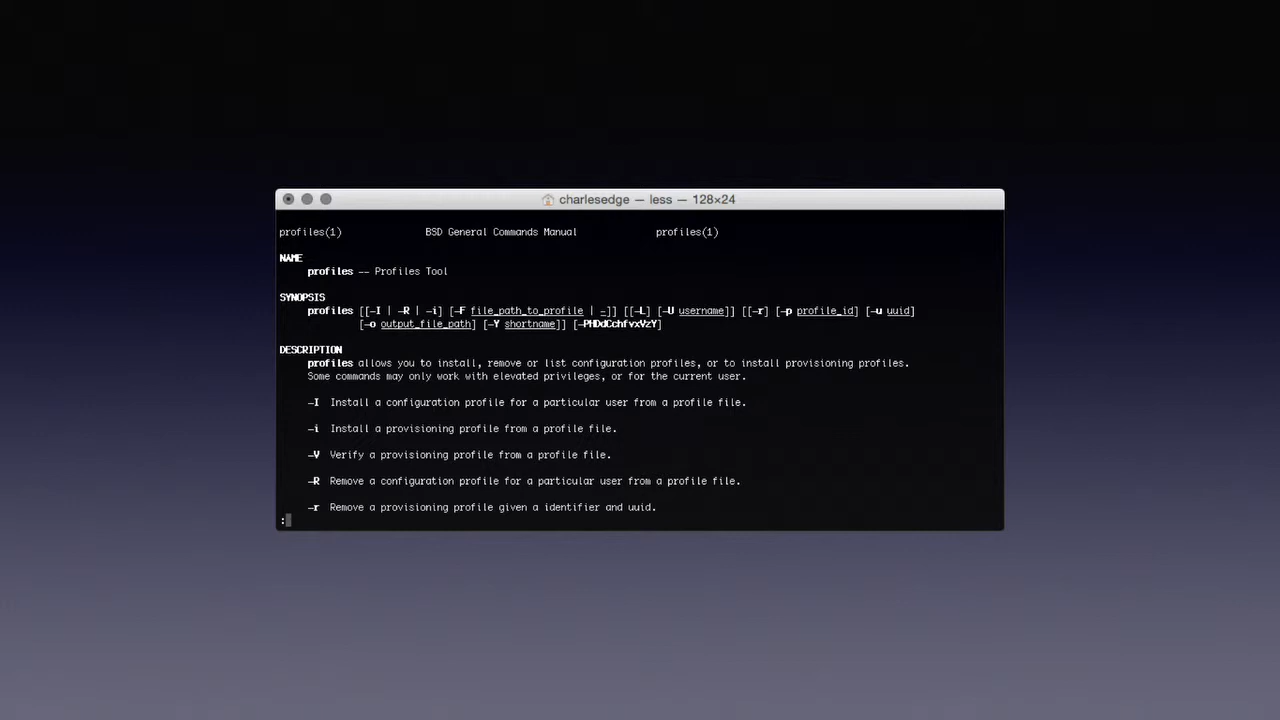 charlesedge — less — 128×24
profiles(1) BSD General Commands Manual profiles(1)
NAME
profiles -- Profiles Tool
SYNOPSIS
profiles [[-I | -R | -i] [-F file_path_to_profile | -]] [[-L] [-U username]] [[-r] [-p profile_id] [-u uuid]
[-o output_file_path] [-Y shortname]] [-PHDdCchfvxVzY]
DESCRIPTION
profiles allows you to install, remove or list configuration profiles, or to install provisioning profiles.
Some commands may only work with elevated privileges, or for the current user.
-I Install a configuration profile for a particular user from a profile file.
-i Install a provisioning profile from a profile file.
-V Verify a provisioning profile from a profile file.
-R Remove a configuration profile for a particular user from a profile file.
-r Remove a provisioning profile given a identifier and uuid.
: